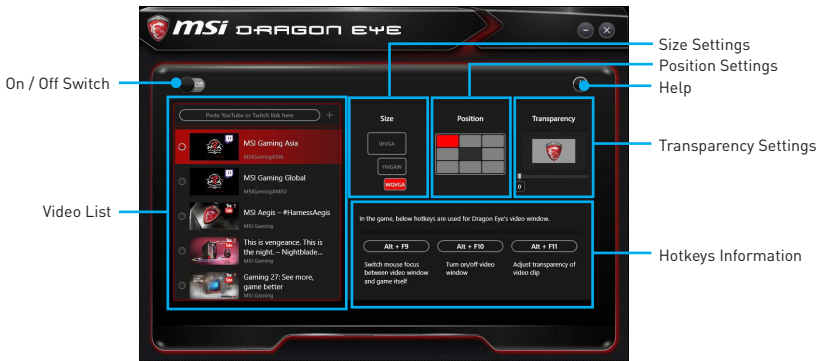 msi DRAGON EYE
Size Settings
Position Settings
Help
On / Off Switch
Off
Paste YouTube or Twitch link here
+
MSI Gaming Asia
MSIGamingASIA
MSI Gaming Global
MSIGamingAMEU
MSI Aegis – #HarnessAegis
MSI Gaming
This is vengeance. This is
the night. – Nightblade...
MSI Gaming
Gaming 27: See more,
game better
MSI Gaming
Video List
Size
WVGA
HVGAW
WQVGA
Position
Transparency
0
Transparency Settings
In the game, below hotkeys are used for Dragon Eye's video window.
Alt + F9
Switch mouse focus
between video window
and game itself
Alt + F10
Turn on/off video
window
Alt + F11
Adjust transparency of
video clip
Hotkeys Information